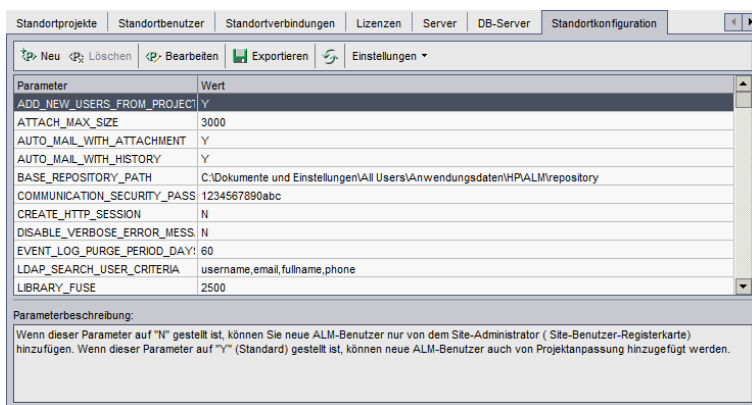 Standortprojekte Standortbenutzer Standortverbindungen Lizenzen Server DB-Server Standortkonfiguration
Neu Löschen Bearbeiten Exportieren Einstellungen
Parameter Wert
ADD_NEW_USERS_FROM_PROJECT Y
ATTACH_MAX_SIZE 3000
AUTO_MAIL_WITH_ATTACHMENT Y
AUTO_MAIL_WITH_HISTORY Y
BASE_REPOSITORY_PATH C:\Dokumente und Einstellungen\All Users\Anwendungsdaten\HP\ALM\repository
COMMUNICATION_SECURITY_PASS 1234567890abc
CREATE_HTTP_SESSION N
DISABLE_VERBOSE_ERROR_MESS N
EVENT_LOG_PURGE_PERIOD_DAYS 60
LDAP_SEARCH_USER_CRITERIA username,email,fullname,phone
LIBRARY_FUSE 2500
Parameterbeschreibung:
Wenn dieser Parameter auf "N" gestellt ist, können Sie neue ALM-Benutzer nur von dem Site-Administrator ( Site-Benutzer-Registerkarte)
hinzufügen. Wenn dieser Parameter auf "Y" (Standard) gestellt ist, können neue ALM-Benutzer auch von Projektanpassung hinzugefügt werden.